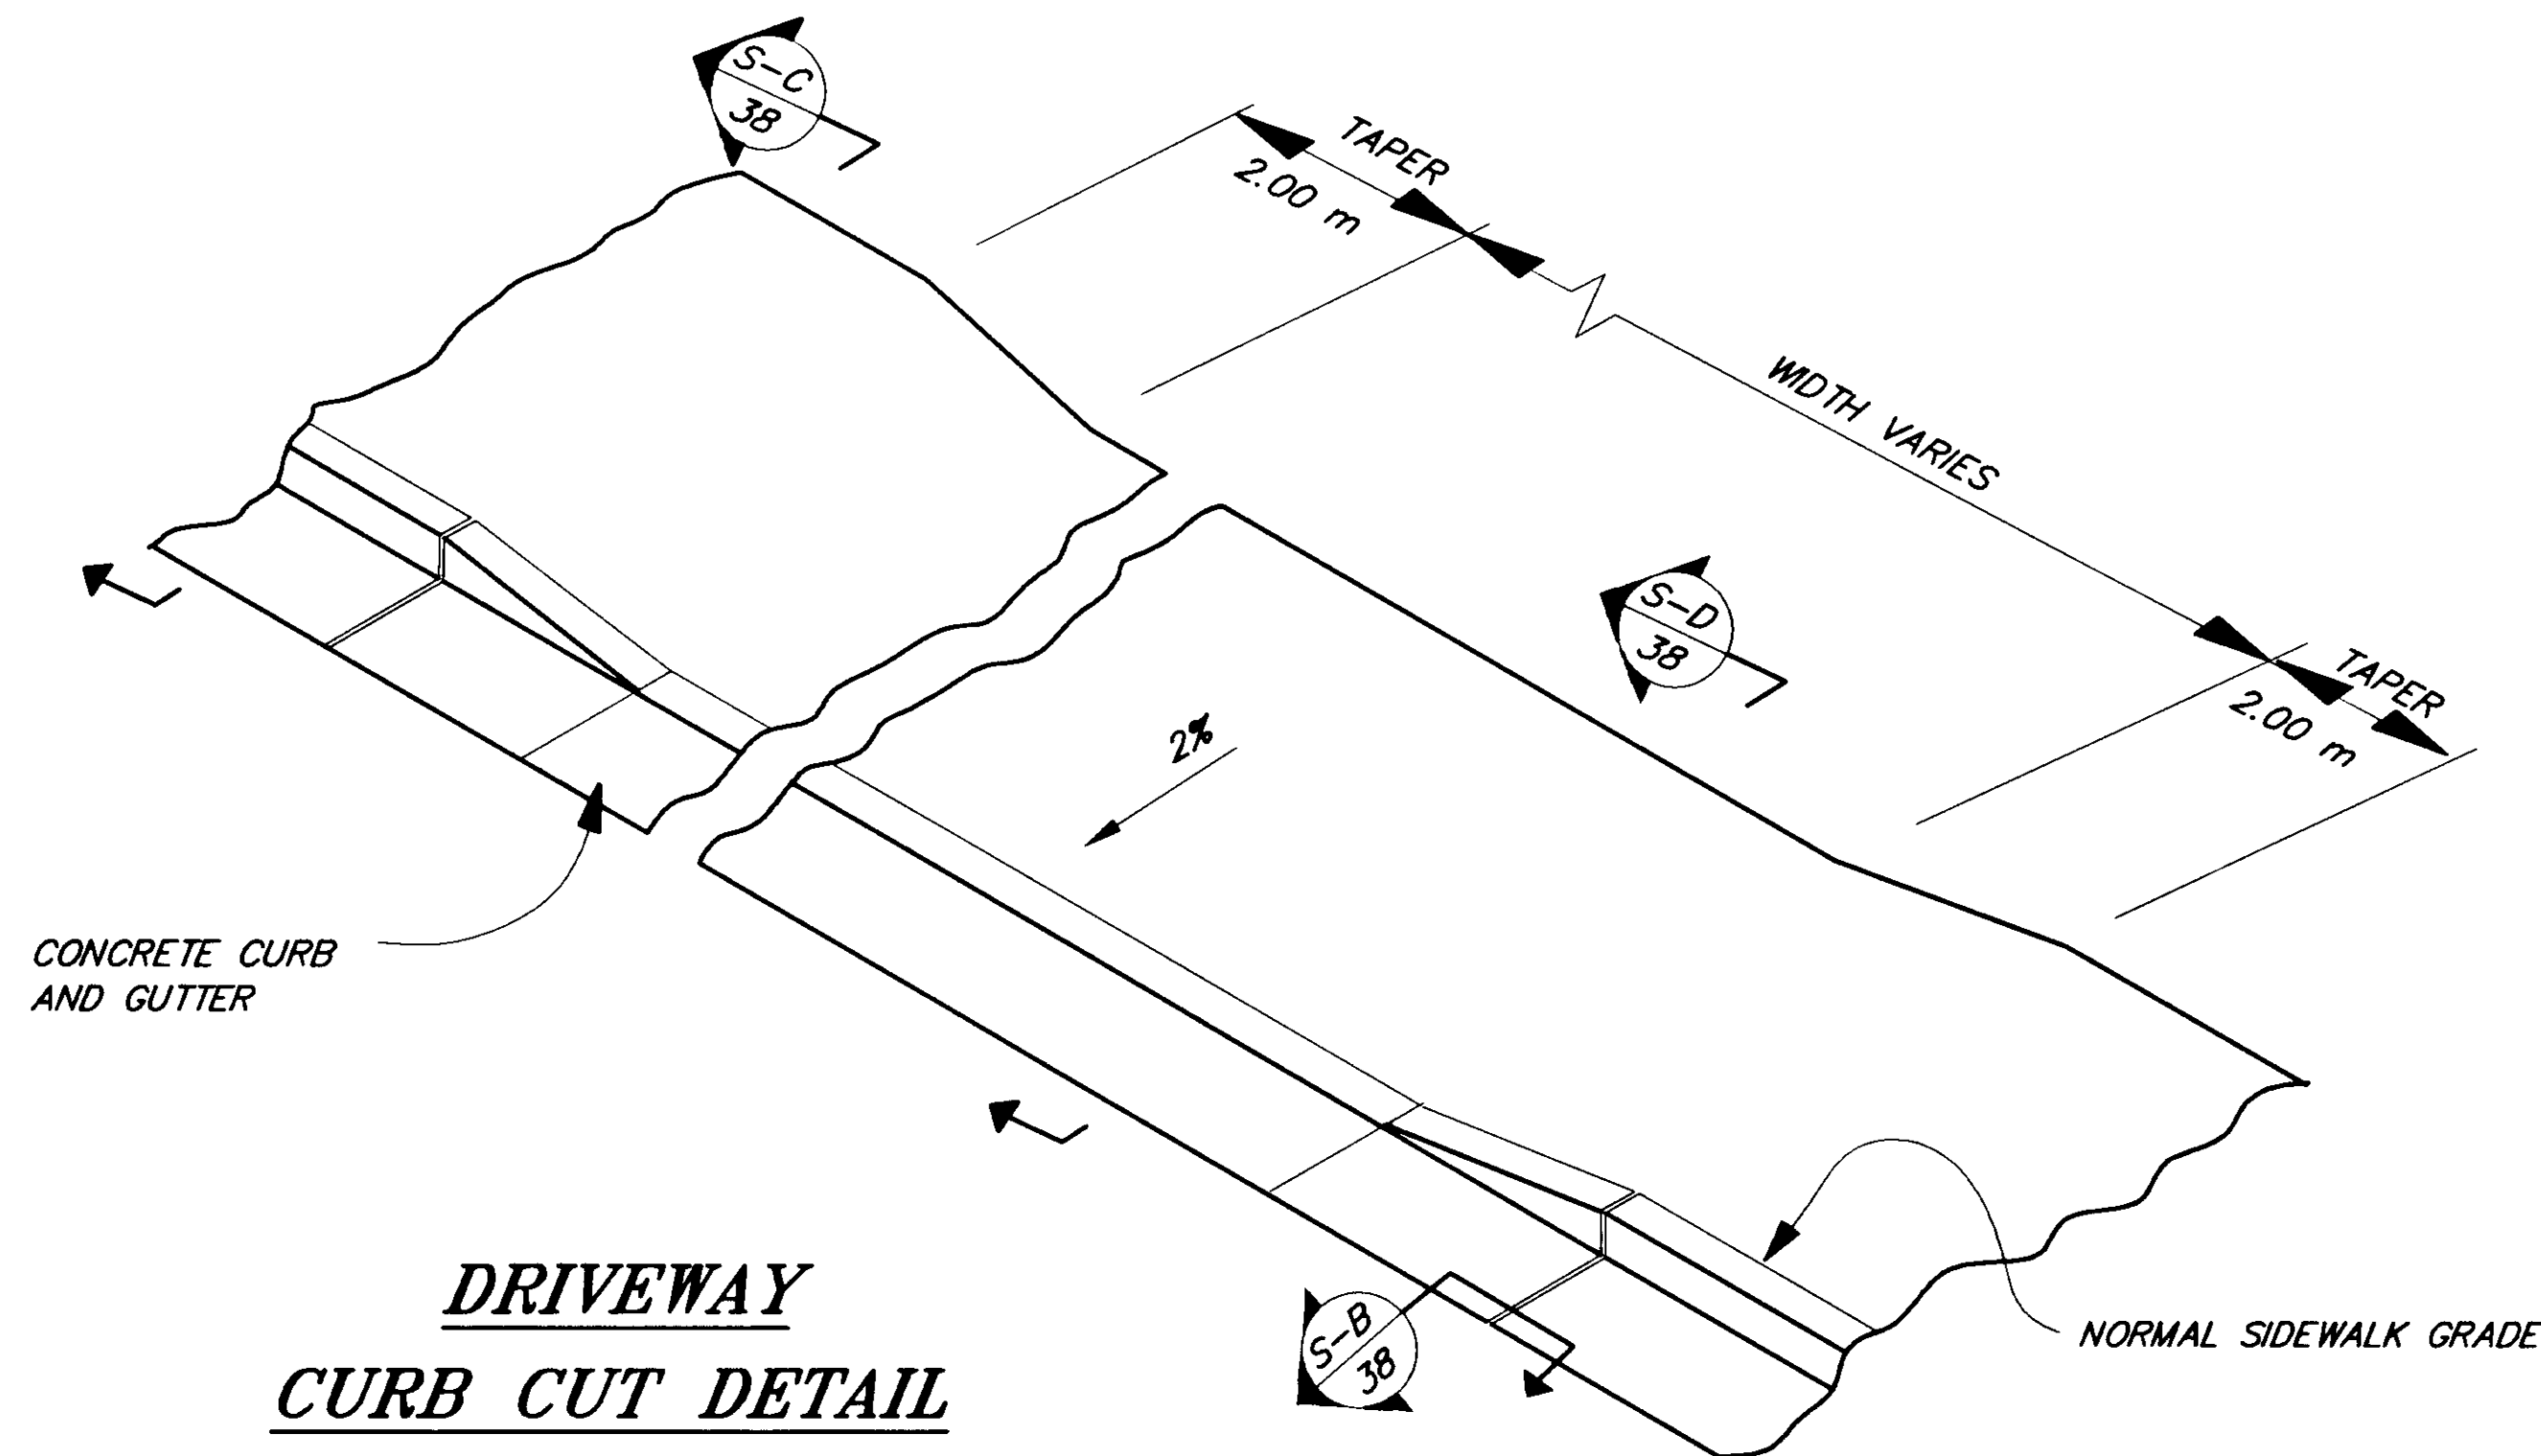 S-C
38
TAPER
2.00 m
WIDTH VARIES
S-D
38
TAPER
2.00 m
2%
CONCRETE CURB
AND GUTTER
DRIVEWAY
CURB CUT DETAIL
S-B
38
NORMAL SIDEWALK GRADE